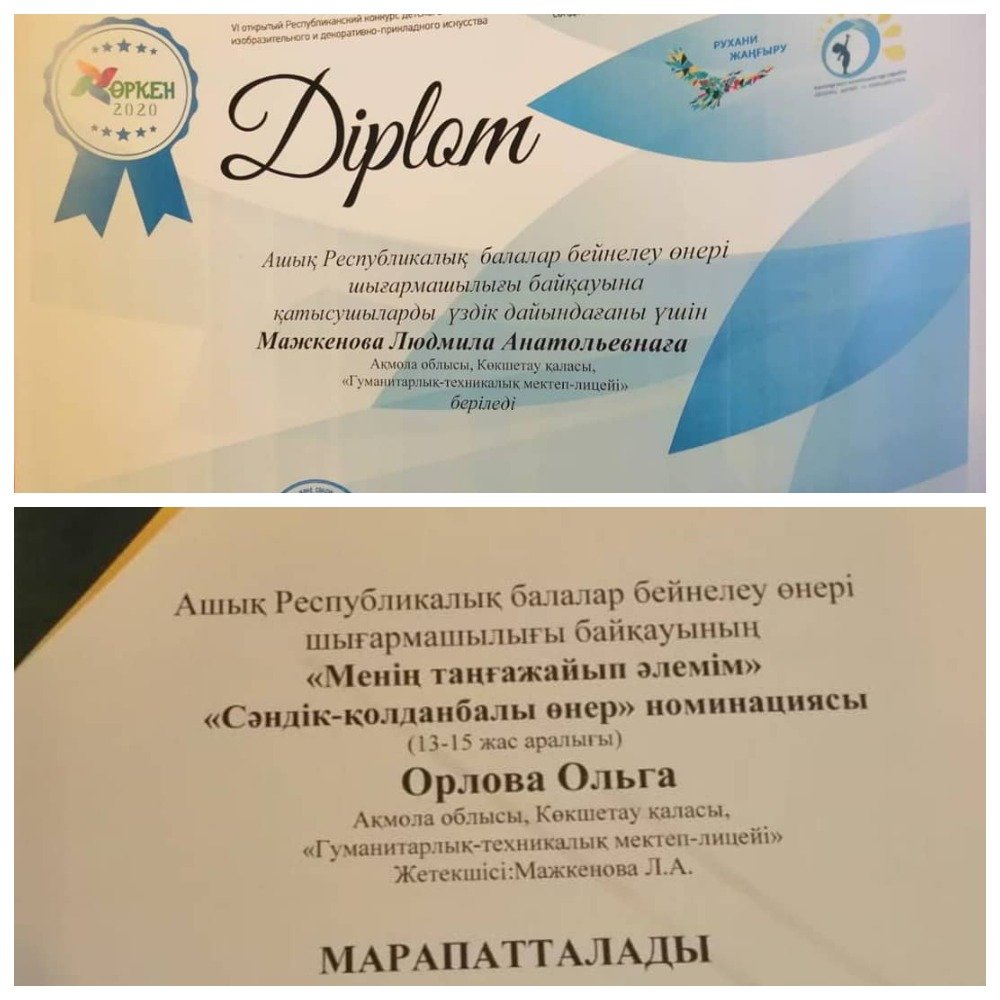 VI открытый Республиканский конкурс
изобразительного и декоративно-прикладного искусства
ӨРКЕН
2020
Diplom
РУХАНИ
ЖАҢҒЫРУ
Ашық Республикалық балалар бейнелеу өнері
шығармашылығы байқауына
қатысушыларды үздік дайындағаны үшін
Мажкенова Людмила Анатольевнаға
Ақмола облысы, Көкшетау қаласы,
«Гуманитарлық-техникалық мектеп-лицейі»
беріледі
Ашық Республикалық балалар бейнелеу өнері
шығармашылығы байқауының
«Менің таңғажайып әлемім»
«Сәндік-қолданбалы өнер» номинациясы
(13-15 жас аралығы)
Орлова Ольга
Ақмола облысы, Көкшетау қаласы,
«Гуманитарлық-техникалық мектеп-лицейі»
Жетекшісі:Мажкенова Л.А.
МАРАПАТТАЛАДЫ